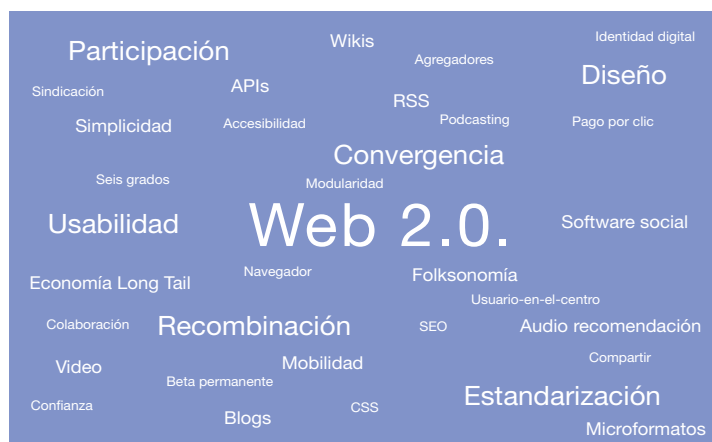 Identidad digital
Wikis
Participación
Agregadores
Diseño
APIs
Sindicación
RSS
Podcasting
Pago por clic
Simplicidad
Accesibilidad
Convergencia
Seis grados
Modularidad
Usabilidad
Web 2.0.
Software social
Navegador
Folksonomía
Economía Long Tail
Usuario-en-el-centro
Colaboración
Recombinación
SEO
Audio recomendación
Compartir
Mobilidad
Video
Beta permanente
Estandarización
Confianza
CSS
Blogs
Microformatos